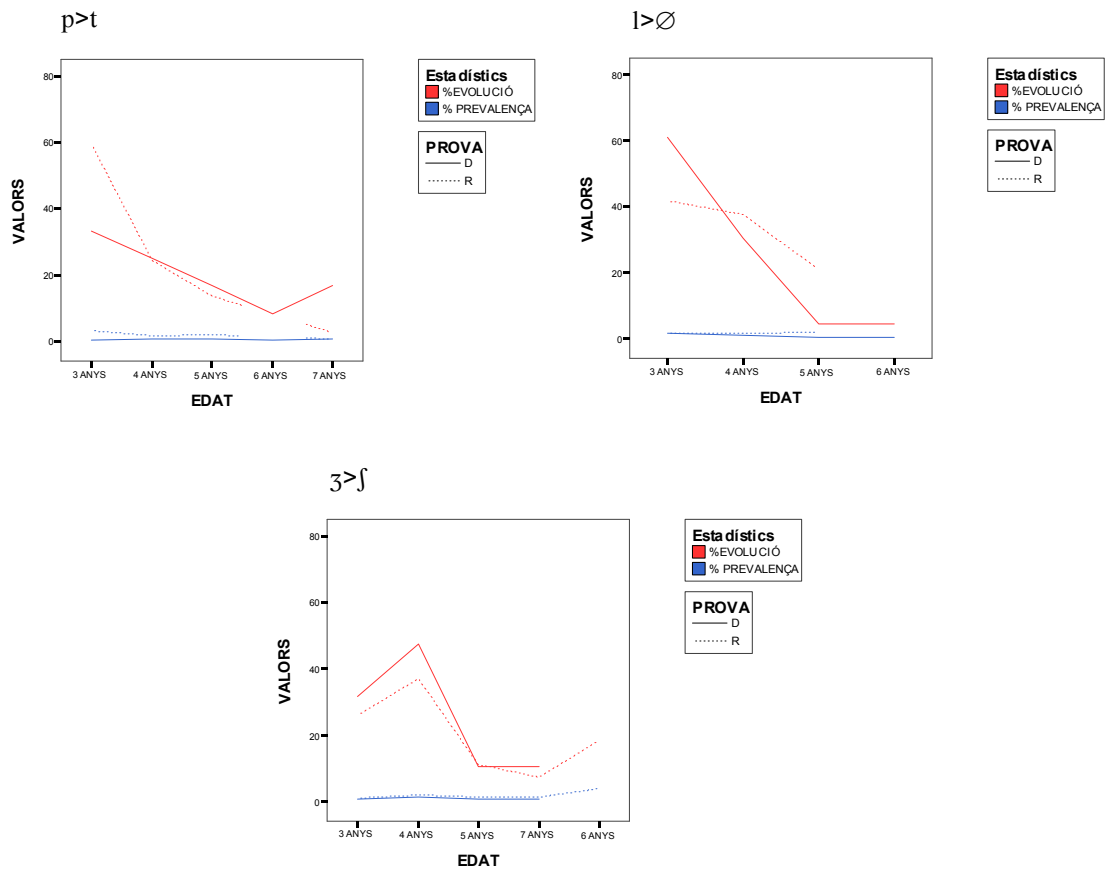 p>t
80
60
40
20
0
VALORS
3 ANYS 4 ANYS 5 ANYS 6 ANYS 7 ANYS
EDAT
Estadístics
%EVOLUCIÓ
% PREVALENÇA
PROVA
D
R
l>∅
80
60
40
20
0
VALORS
3 ANYS 4 ANYS 5 ANYS 6 ANYS
EDAT
Estadístics
%EVOLUCIÓ
% PREVALENÇA
PROVA
D
R
ʒ>ʃ
80
60
40
20
0
VALORS
3 ANYS 4 ANYS 5 ANYS 7 ANYS 6 ANYS
EDAT
Estadístics
%EVOLUCIÓ
% PREVALENÇA
PROVA
D
R